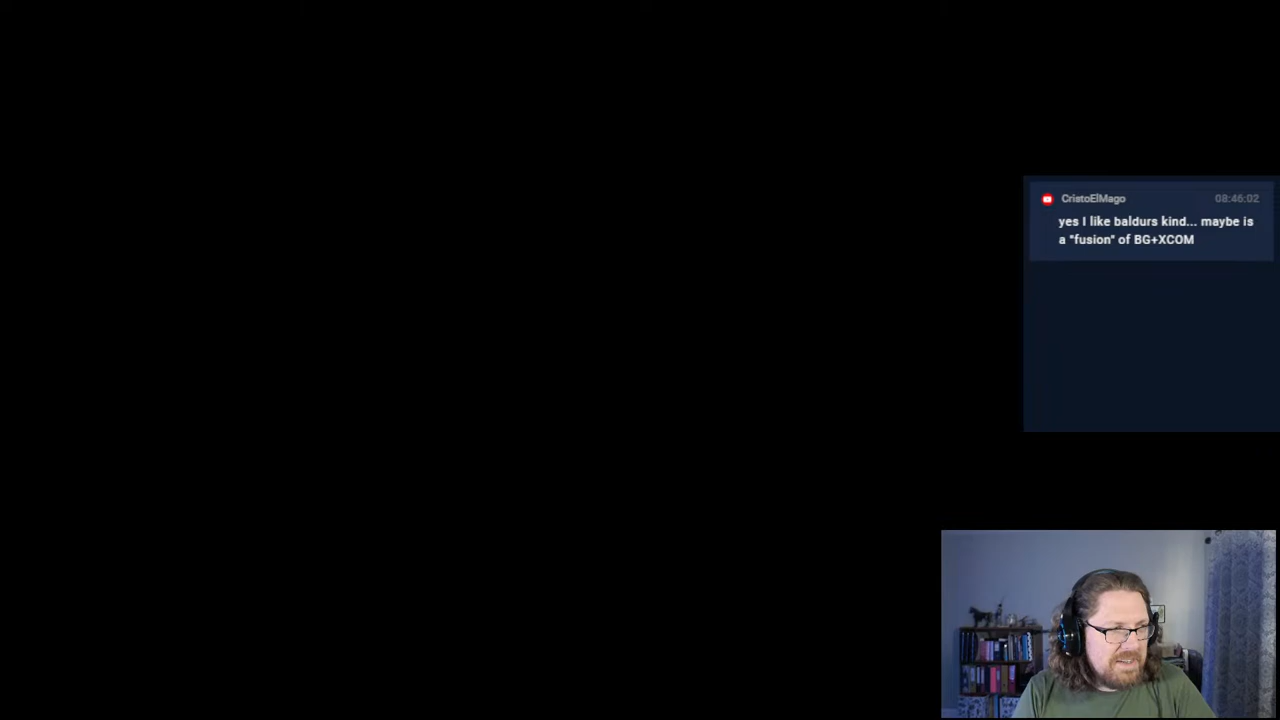 CristoElMago 08:46:02
yes I like baldurs kind... maybe is
a "fusion" of BG+XCOM